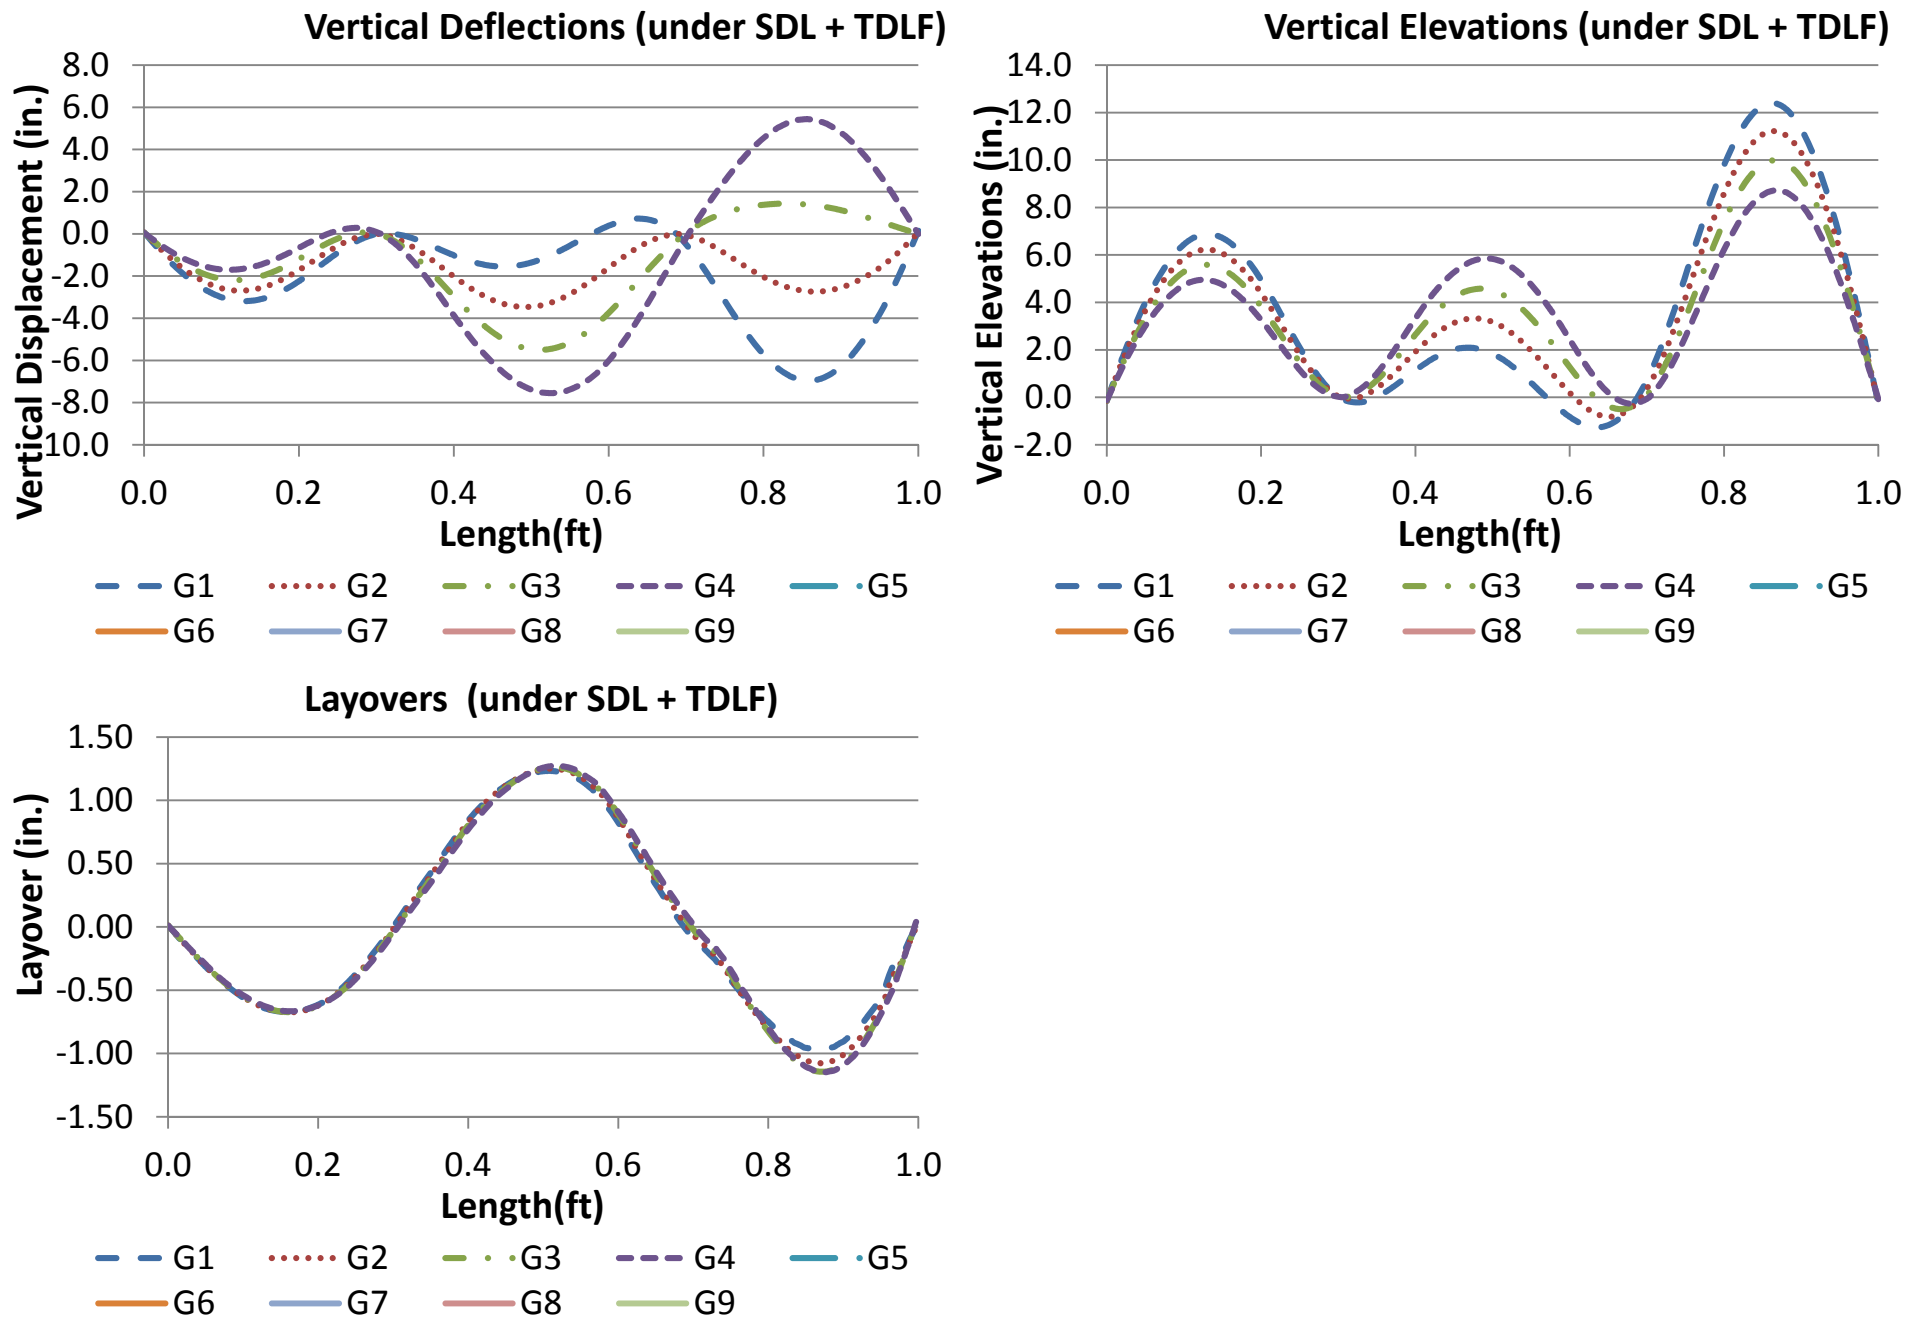 Vertical Deflections (under SDL + TDLF)
8.0
6.0
4.0
2.0
0.0
-2.0
-4.0
-6.0
-8.0
10.0
Vertical Displacement (in.)
0.0 0.2 0.4 0.6 0.8 1.0
Length(ft)
G1 G2 G3 G4 G5
G6 G7 G8 G9
Vertical Elevations (under SDL + TDLF)
14.0
12.0
10.0
8.0
6.0
4.0
2.0
0.0
-2.0
Vertical Elevations (in.)
0.0 0.2 0.4 0.6 0.8 1.0
Length(ft)
G1 G2 G3 G4 G5
G6 G7 G8 G9
Layovers (under SDL + TDLF)
1.50
1.00
0.50
0.00
-0.50
-1.00
-1.50
Layover (in.)
0.0 0.2 0.4 0.6 0.8 1.0
Length(ft)
G1 G2 G3 G4 G5
G6 G7 G8 G9